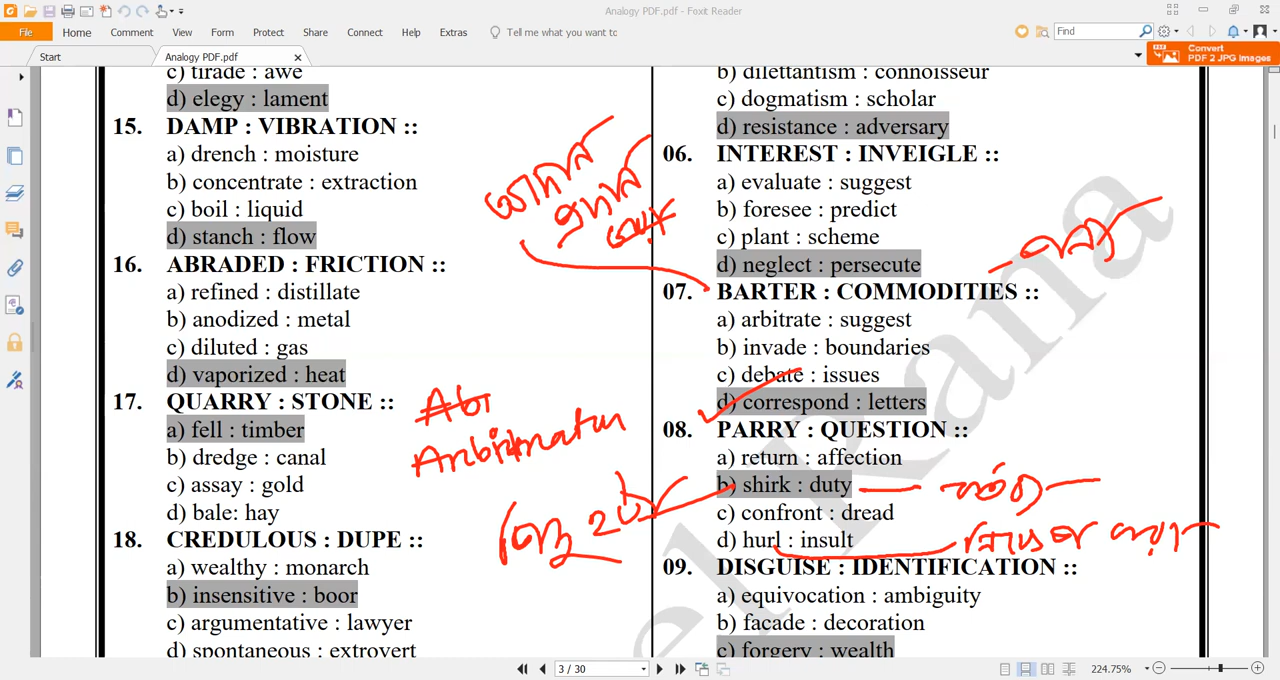 Analogy PDF.pdf - Foxit Reader
File Home Comment View Form Protect Share Connect Help Extras Tell me what you want to Find
Start Analogy PDF.pdf Convert
PDF 2 JPG Images
c) tirade : awe
d) elegy : lament
15. DAMP : VIBRATION ::
a) drench : moisture
b) concentrate : extraction
c) boil : liquid
d) stanch : flow
16. ABRADED : FRICTION ::
a) refined : distillate
b) anodized : metal
c) diluted : gas
d) vaporized : heat
17. QUARRY : STONE ::
a) fell : timber
b) dredge : canal
c) assay : gold
d) bale: hay
18. CREDULOUS : DUPE ::
a) wealthy : monarch
b) insensitive : boor
c) argumentative : lawyer
d) spontaneous : extrovert
b) dilettantism : connoisseur
c) dogmatism : scholar
d) resistance : adversary
06. INTEREST : INVEIGLE ::
a) evaluate : suggest
b) foresee : predict
c) plant : scheme
d) neglect : persecute
07. BARTER : COMMODITIES ::
a) arbitrate : suggest
b) invade : boundaries
c) debate : issues
d) correspond : letters
08. PARRY : QUESTION ::
a) return : affection
b) shirk : duty
c) confront : dread
d) hurl : insult
09. DISGUISE : IDENTIFICATION ::
a) equivocation : ambiguity
b) facade : decoration
c) forgery : wealth
3 / 30 224.75%